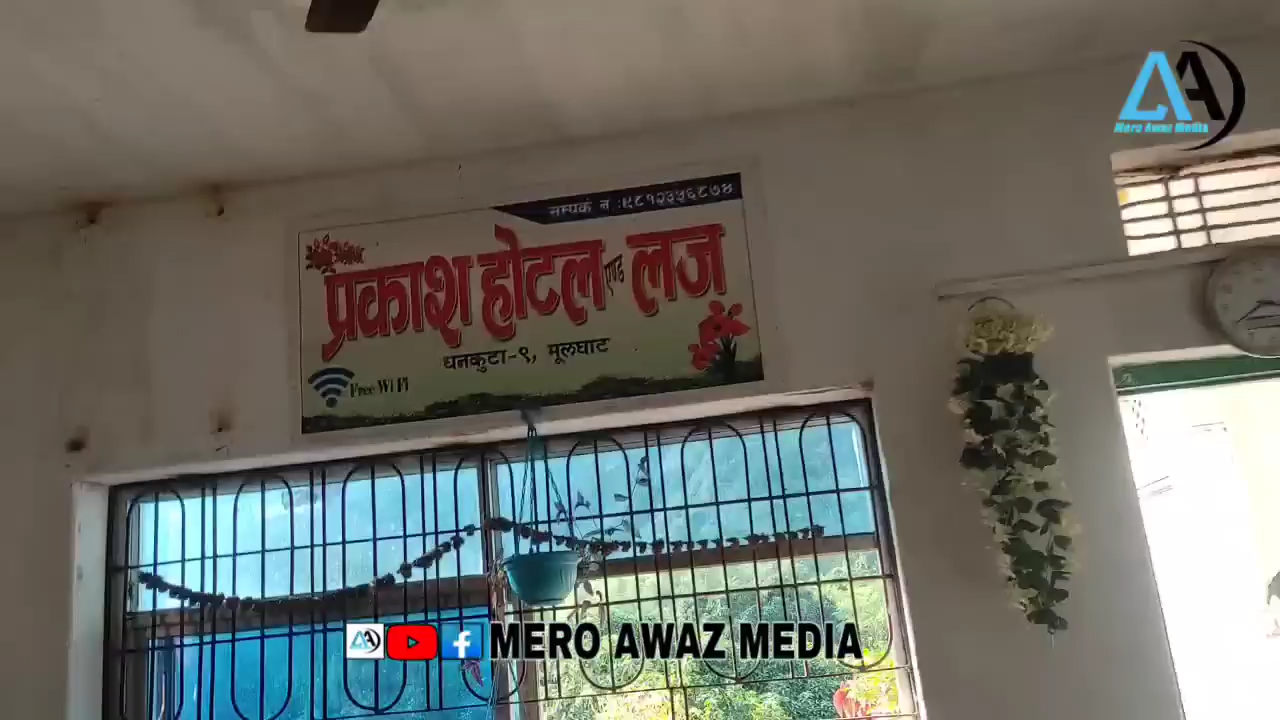 Mero Awaz Media
सम्पर्क नं :९८१२३३६८७४
प्रकाश होटल एण्ड लज
धनकुटा-९, मूलघाट
Free Wi Fi
MERO AWAZ MEDIA